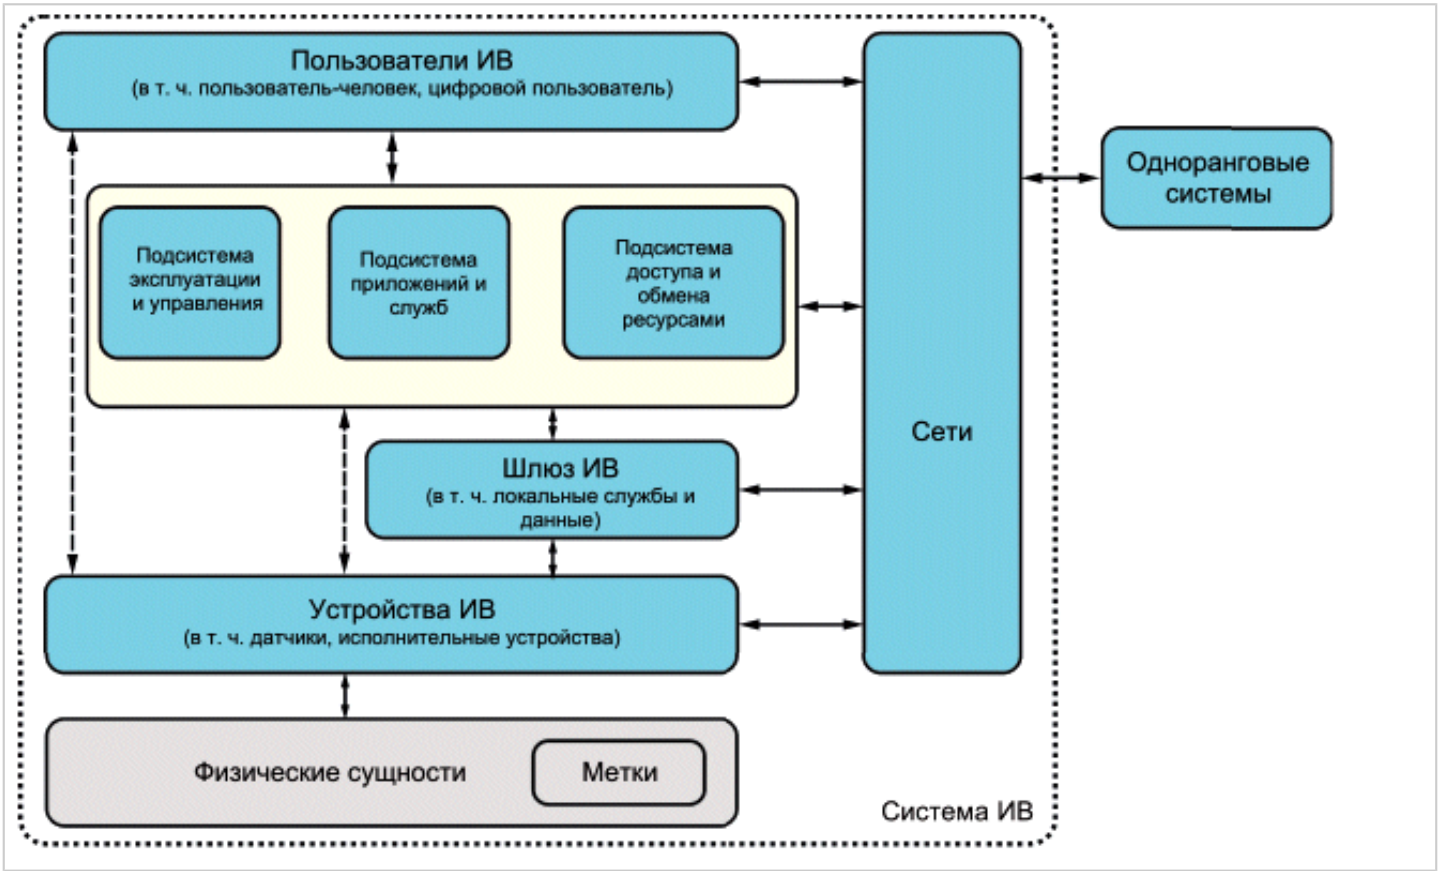 Пользователи ИВ
(в т. ч. пользователь-человек, цифровой пользователь)
Одноранговые
системы
Подсистема
эксплуатации
и управления
Подсистема
приложений и
служб
Подсистема
доступа и
обмена
ресурсами
Сети
Шлюз ИВ
(в т. ч. локальные службы и
данные)
Устройства ИВ
(в т. ч. датчики, исполнительные устройства)
Физические сущности
Метки
Система ИВ